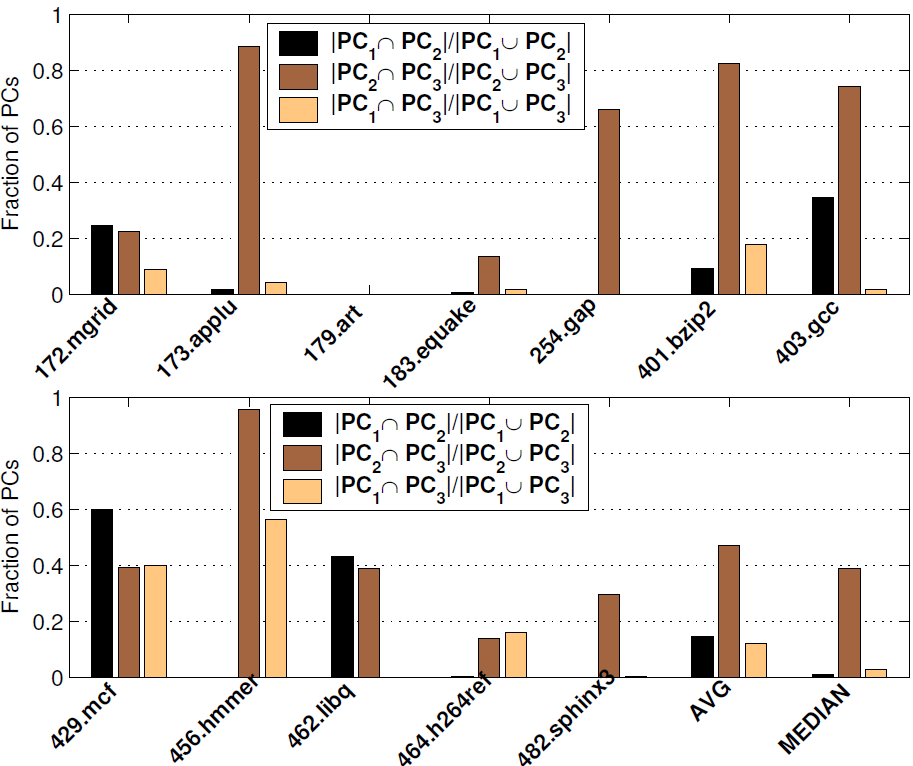 Fraction of PCs
1
0.8
0.6
0.4
0.2
0
|PC₁∩ PC₂|/|PC₁∪ PC₂|
|PC₂∩ PC₃|/|PC₂∪ PC₃|
|PC₁∩ PC₃|/|PC₁∪ PC₃|
172.mgrid
173.applu
179.art
183.equake
254.gap
401.bzip2
403.gcc
Fraction of PCs
1
0.8
0.6
0.4
0.2
0
|PC₁∩ PC₂|/|PC₁∪ PC₂|
|PC₂∩ PC₃|/|PC₂∪ PC₃|
|PC₁∩ PC₃|/|PC₁∪ PC₃|
429.mcf
456.hmmer
462.libq
464.h264ref
482.sphinx3
AVG
MEDIAN